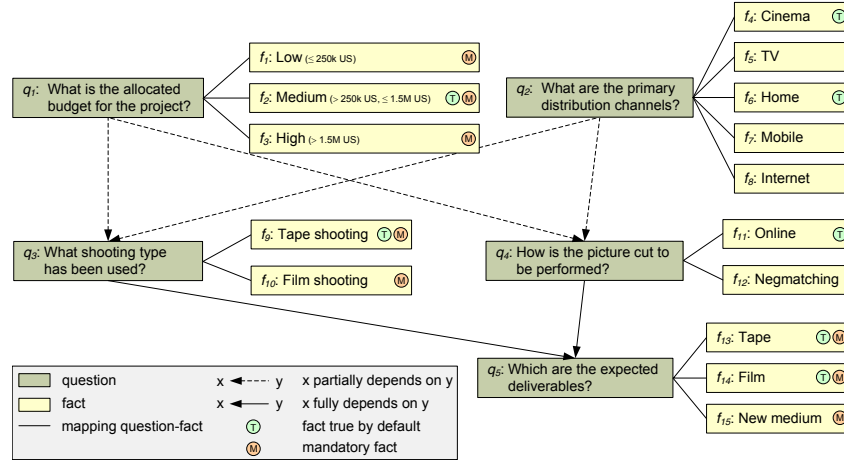 q1: What is the allocated
budget for the project?
f1: Low (≤ 250k US) M
f2: Medium (> 250k US, ≤ 1.5M US) T M
f3: High (> 1.5M US) M
q2: What are the primary
distribution channels?
f4: Cinema T
f5: TV
f6: Home T
f7: Mobile
f8: Internet
q3: What shooting type
has been used?
f9: Tape shooting T M
f10: Film shooting M
q4: How is the picture cut to
be performed?
f11: Online T
f12: Negmatching
q5: Which are the expected
deliverables?
f13: Tape T M
f14: Film T M
f15: New medium M
question
fact
mapping question-fact
x y x partially depends on y
x y x fully depends on y
T fact true by default
M mandatory fact